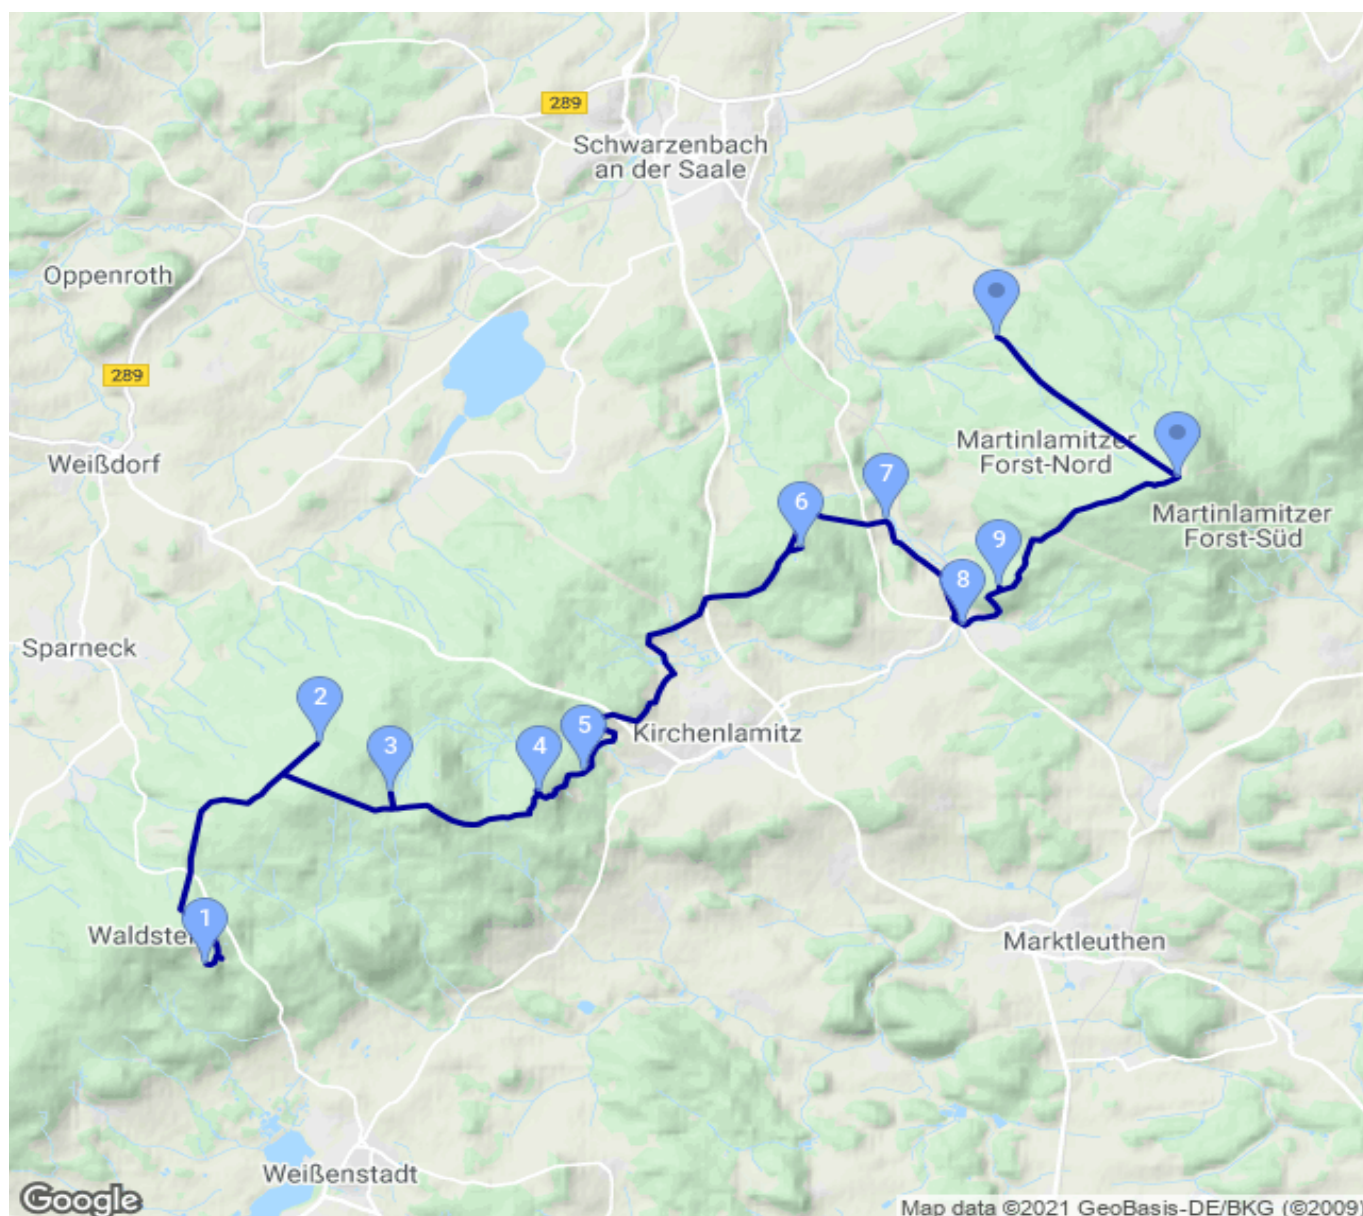 289
Schwarzenbach
an der Saale
Oppenroth
289
Martinlamitzer
Forst-Nord
Weißdorf
7
6
Martinlamitzer
Forst-Süd
9
8
Sparneck
2
5
Kirchenlamitz
3
4
1
Waldste
Marktleuthen
Weißenstadt
Google
Map data ©2021 GeoBasis-DE/BKG (©2009)